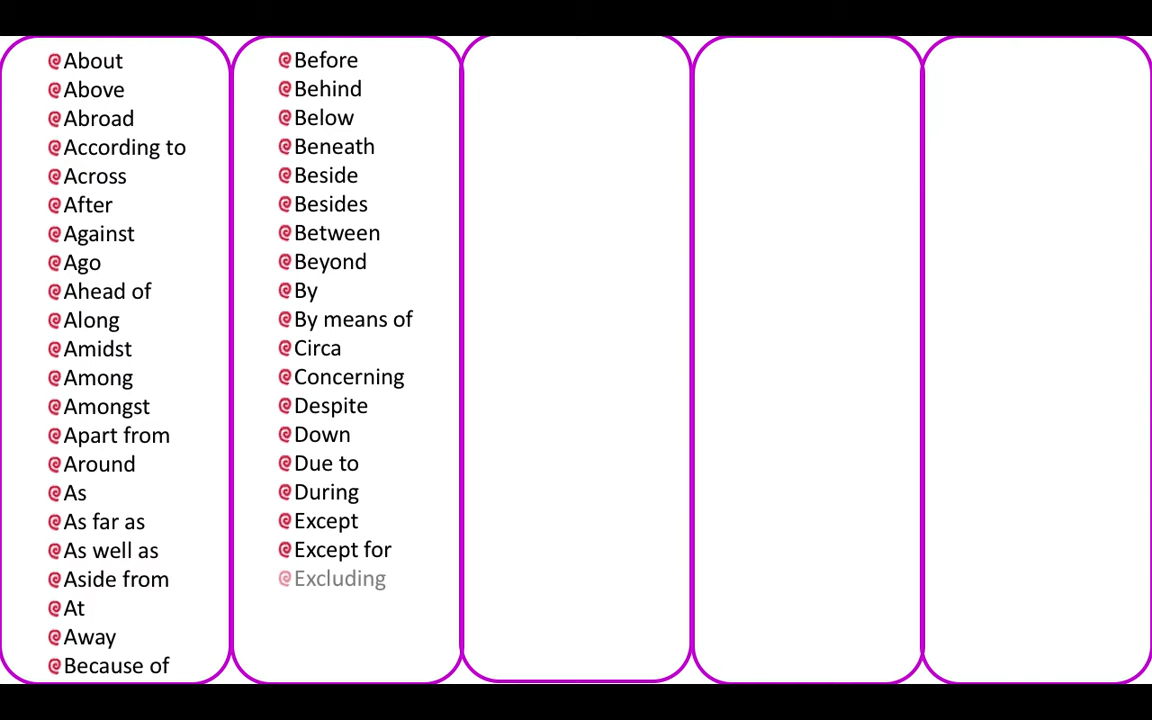 About
Above
Abroad
According to
Across
After
Against
Ago
Ahead of
Along
Amidst
Among
Amongst
Apart from
Around
As
As far as
As well as
Aside from
At
Away
Because of
Before
Behind
Below
Beneath
Beside
Besides
Between
Beyond
By
By means of
Circa
Concerning
Despite
Down
Due to
During
Except
Except for
Excluding